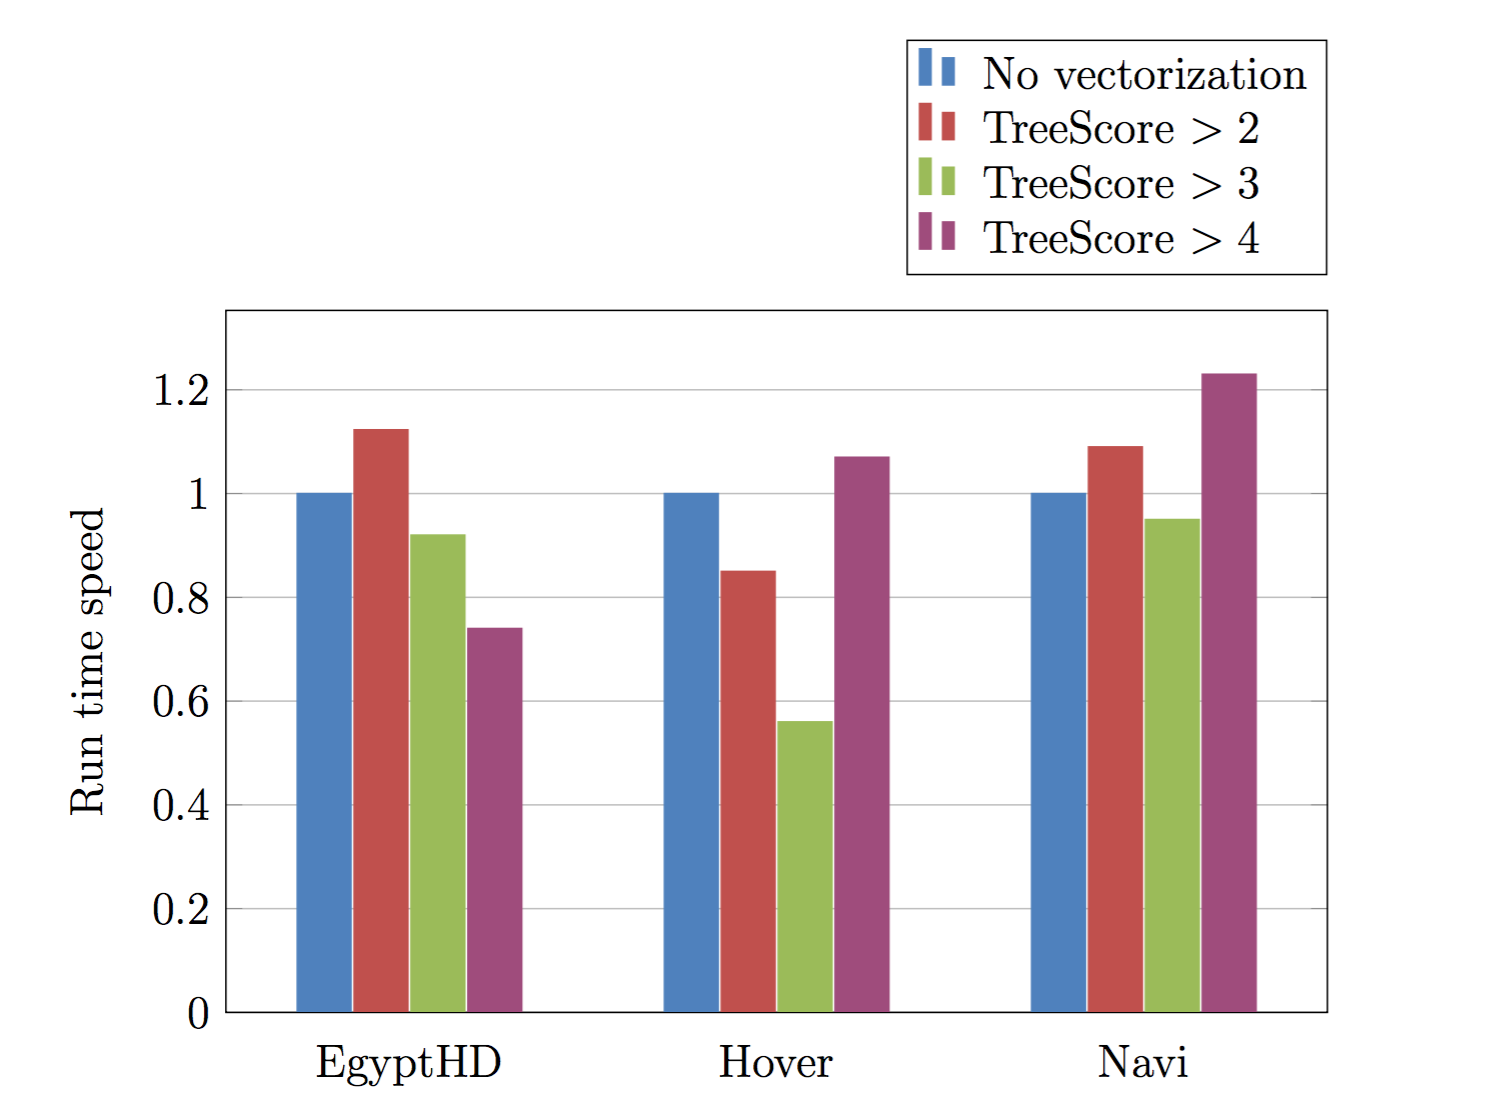 No vectorization
TreeScore > 2
TreeScore > 3
TreeScore > 4
1.2
1
0.8
0.6
0.4
0.2
0
Run time speed
EgyptHD Hover Navi